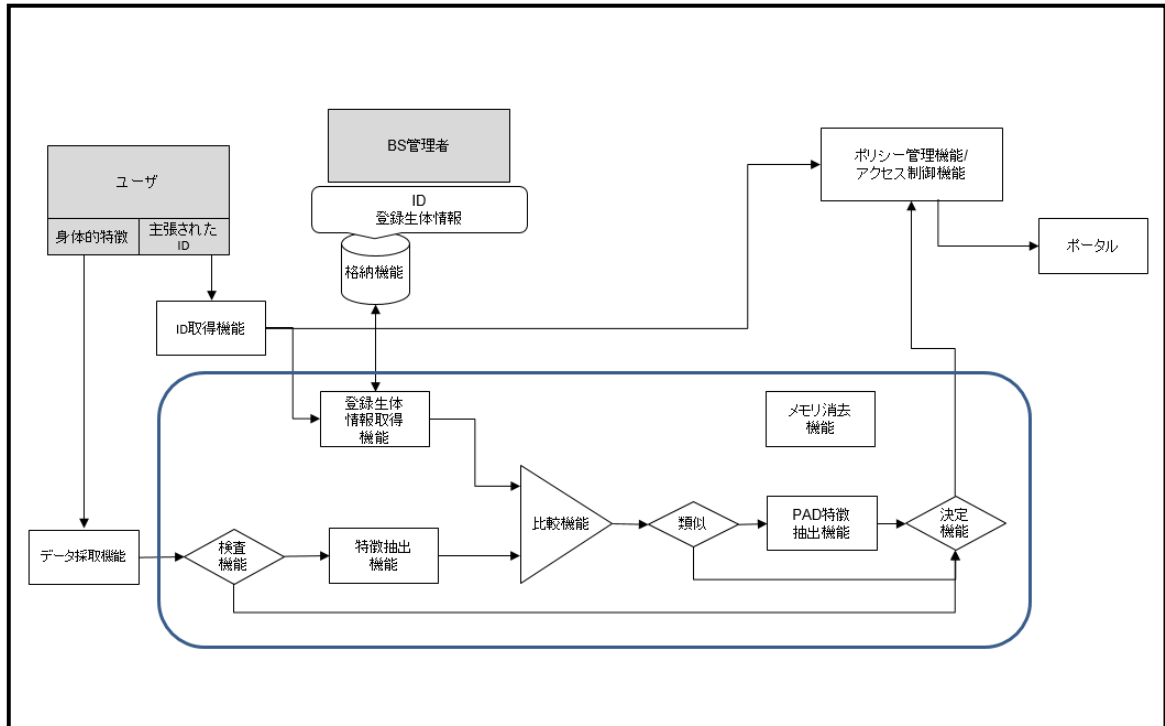 BS管理者
ユーザ
身体的特徴
主張された
ID
ID
登録生体情報
格納機能
ポリシー管理機能/
アクセス制御機能
ポータル
ID取得機能
登録生体
情報取得
機能
メモリ消去
機能
データ採取機能
検査
機能
特徴抽出
機能
比較機能
類似
PAD特徴
抽出機能
決定
機能